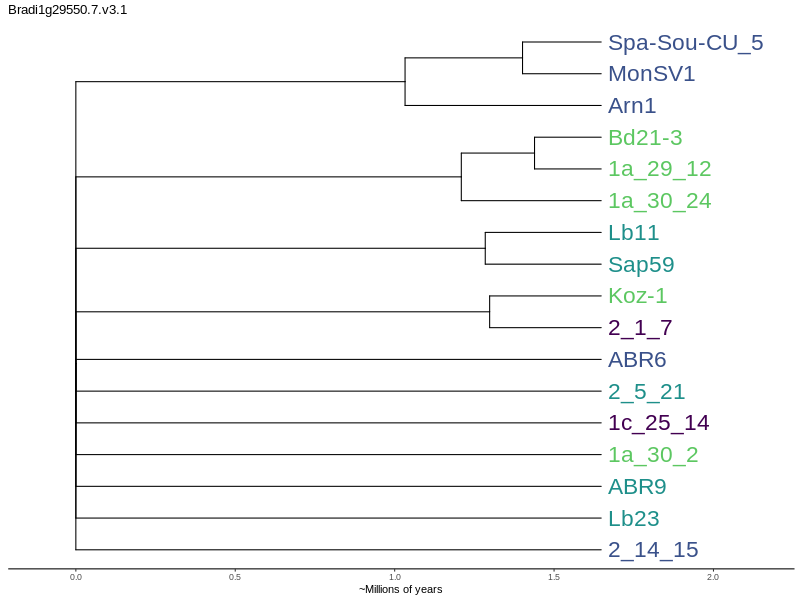 Bradi1g29550.7.v3.1
Spa-Sou-CU_5
MonSV1
Arn1
Bd21-3
1a_29_12
1a_30_24
Lb11
Sap59
Koz-1
2_1_7
ABR6
2_5_21
1c_25_14
1a_30_2
ABR9
Lb23
2_14_15
0.0 0.5 1.0 1.5 2.0
~Millions of years